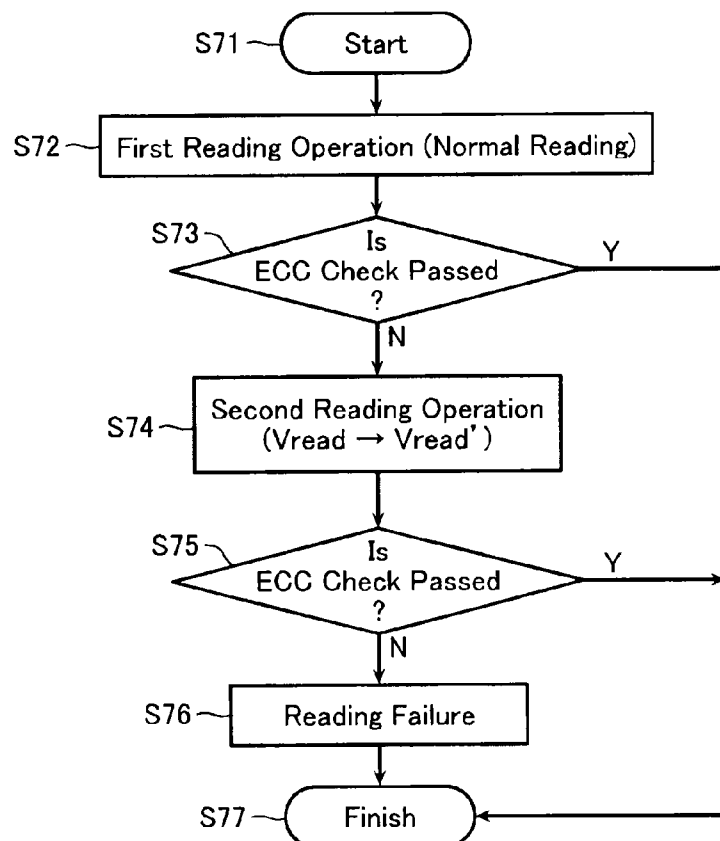 S71
Start
S72
First Reading Operation (Normal Reading)
S73
Is
ECC Check Passed
?
Y
N
S74
Second Reading Operation
(Vread → Vread')
S75
Is
ECC Check Passed
?
Y
N
S76
Reading Failure
S77
Finish